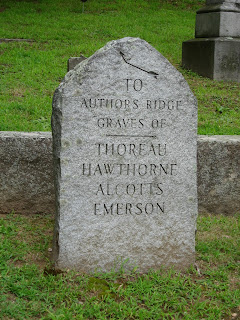 TO
AUTHORS RIDGE
GRAVES OF
THOREAU
HAWTHORNE
ALCOTTS
EMERSON